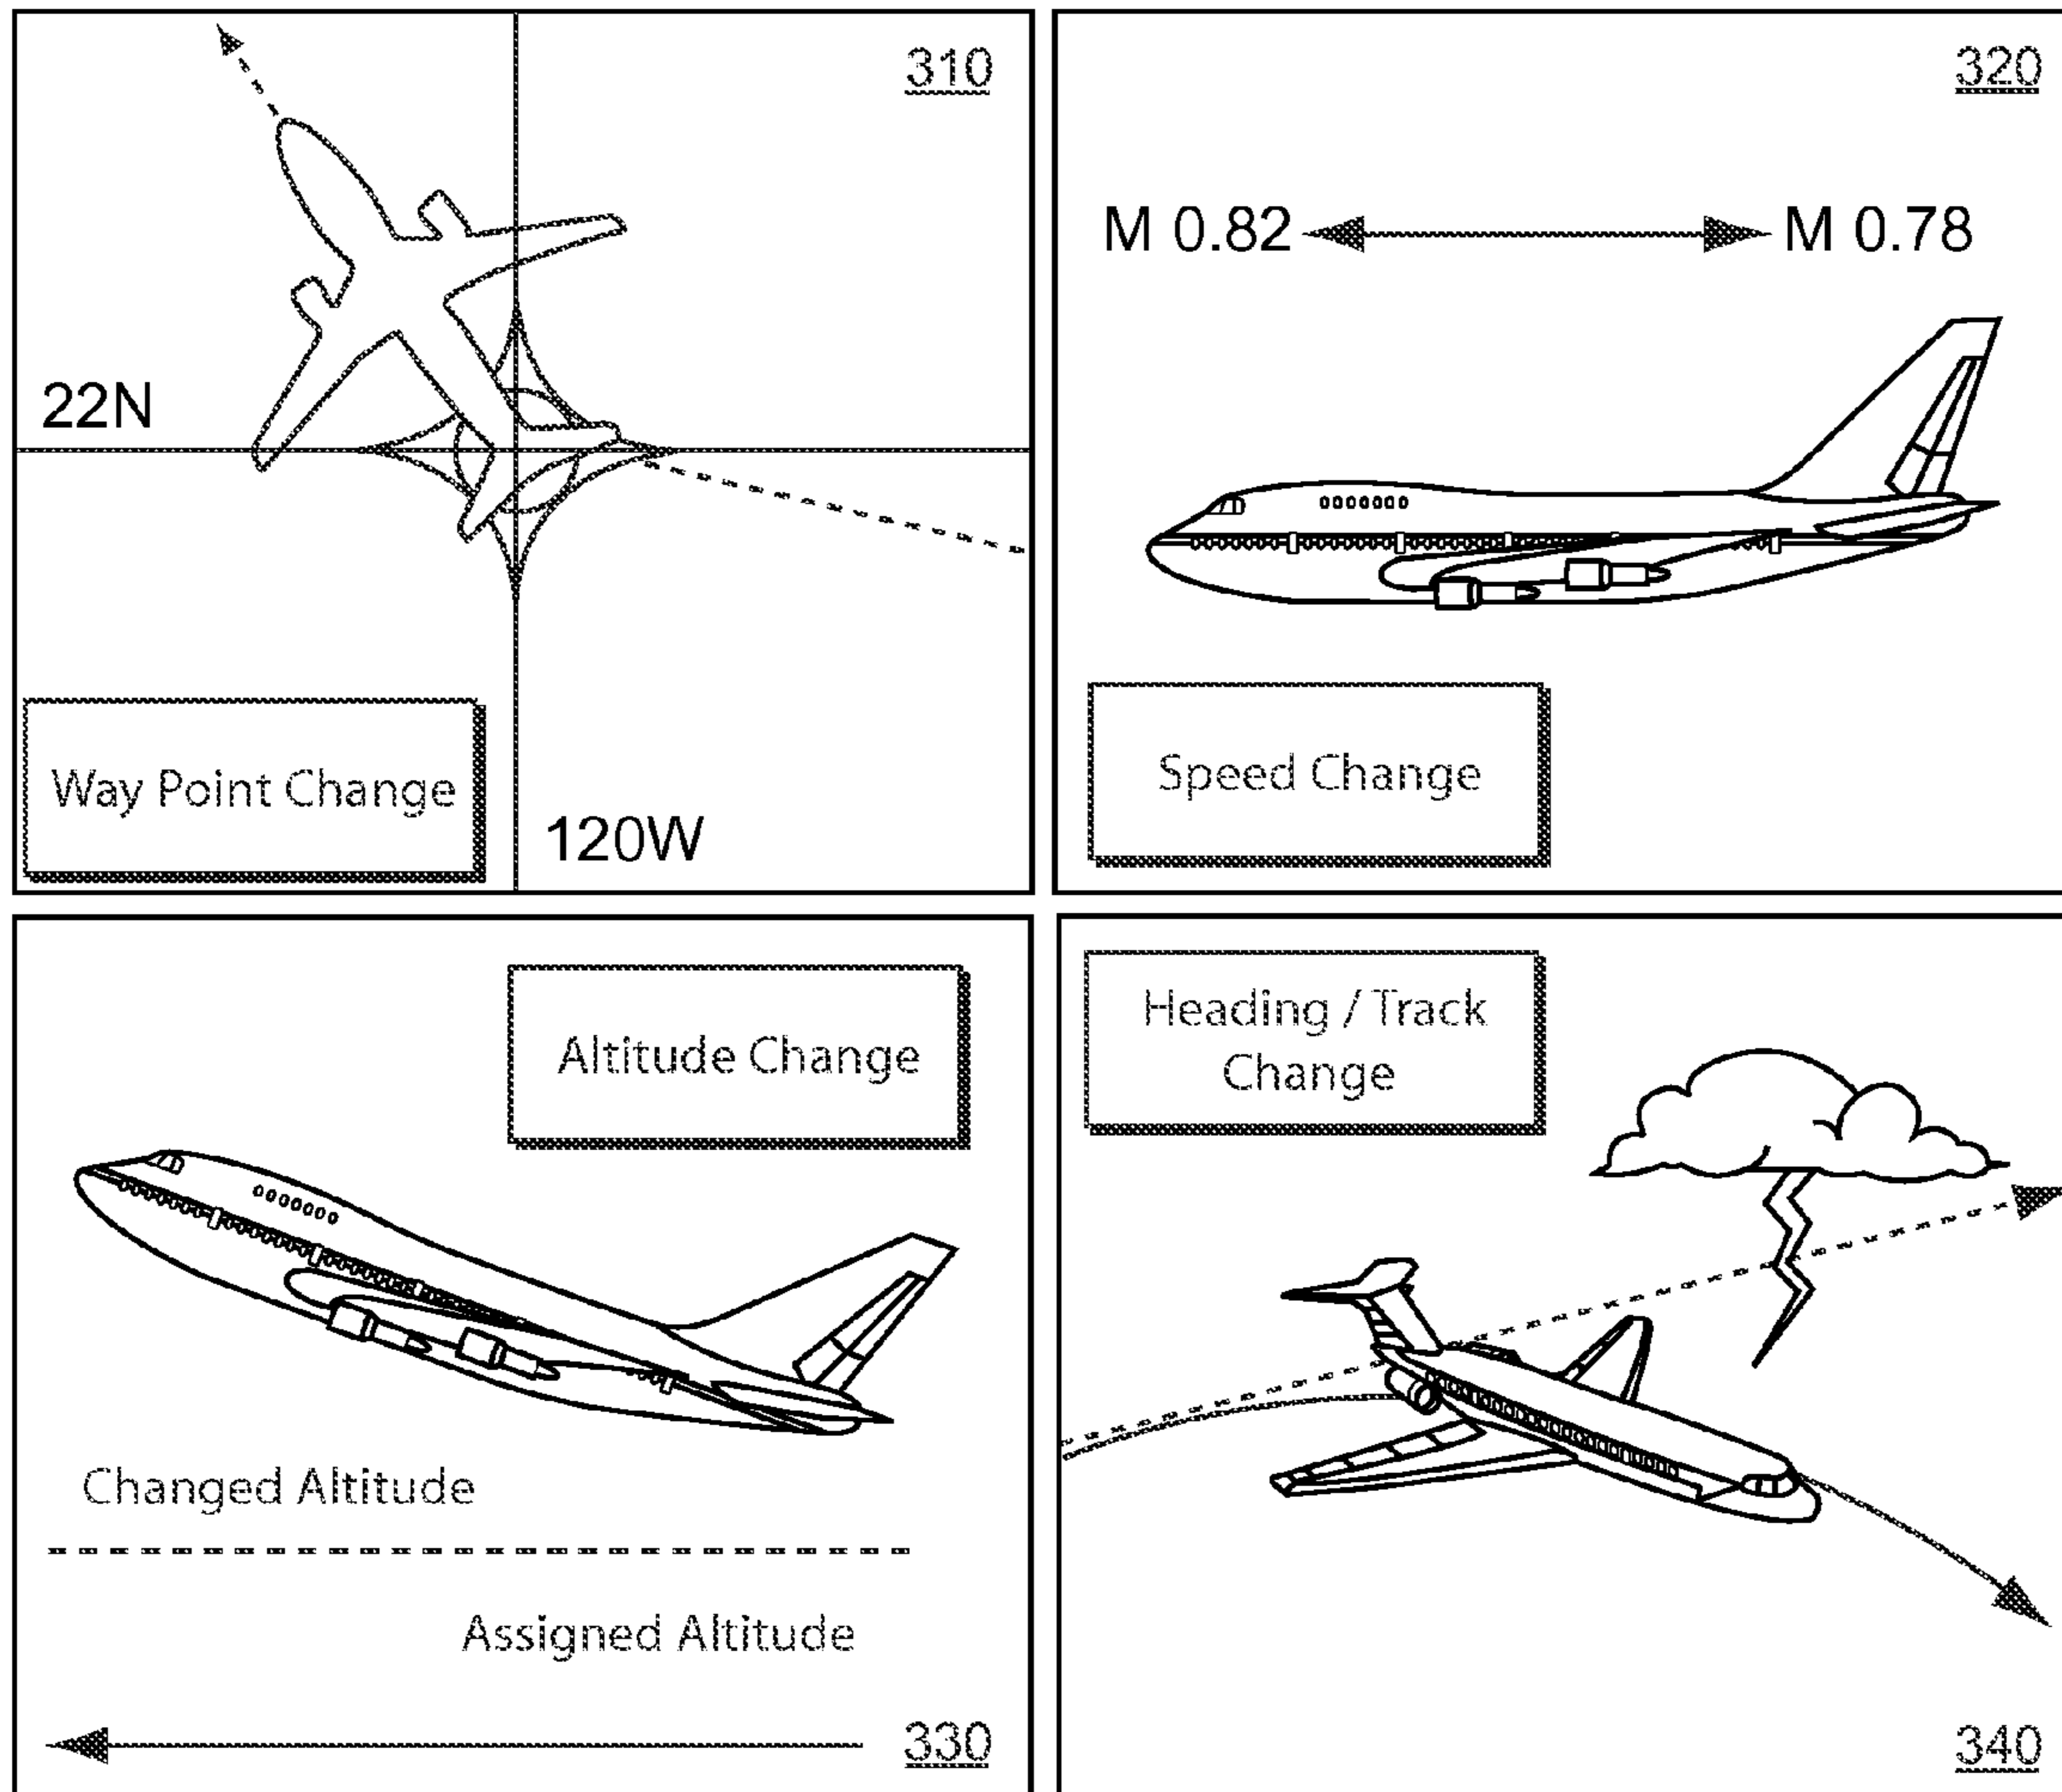 310
22N
Way Point Change
120W
320
M 0.82
M 0.78
Speed Change
Altitude Change
Changed Altitude
Assigned Altitude
330
Heading / Track
Change
340